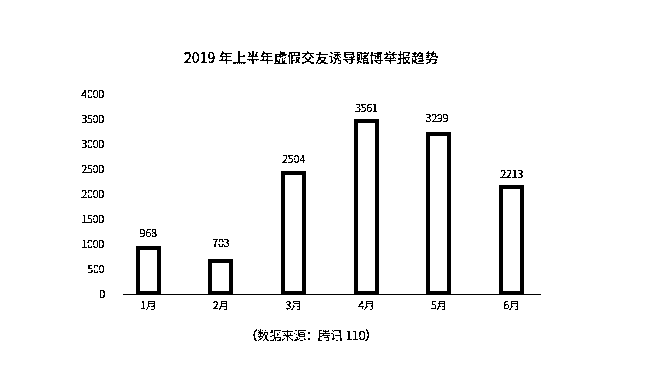 2019 年上半年虚假交友诱导赌博举报趋势
4000
3500
3000
2500
2000
1500
1000
500
0
968
703
2504
3561
3239
2213
1月
2月
3月
4月
5月
6月
（数据来源：腾讯 110）